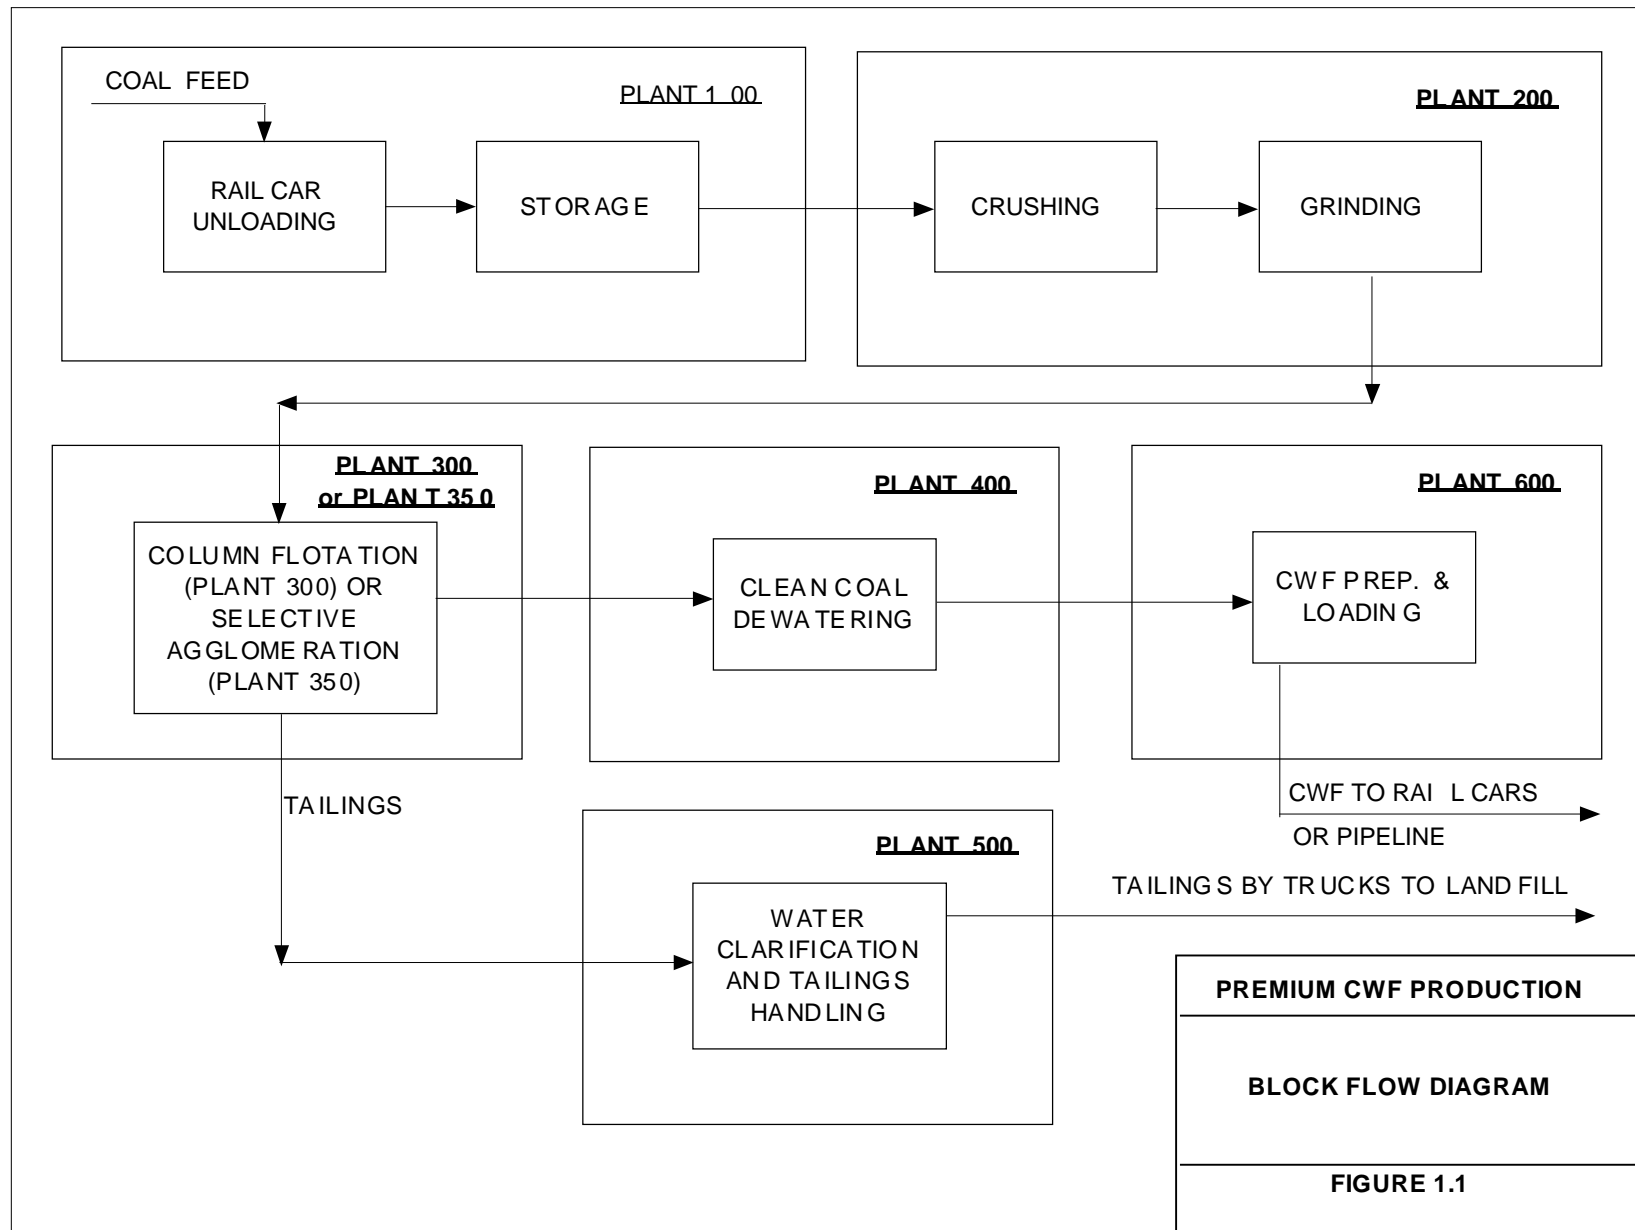 COAL FEED
PLANT 100
RAIL CAR
UNLOADING
STORAGE
PLANT 200
CRUSHING
GRINDING
PLANT 300
or PLANT 350
COLUMN FLOTATION
(PLANT 300) OR
SELECTIVE
AGGLOMERATION
(PLANT 350)
PLANT 400
CLEAN COAL
DEWATERING
PLANT 600
CWF PREP. &
LOADING
TAILINGS
CWF TO RAIL CARS
OR PIPELINE
PLANT 500
WATER
CLARIFICATION
AND TAILINGS
HANDLING
TAILINGS BY TRUCKS TO LANDFILL
PREMIUM CWF PRODUCTION
BLOCK FLOW DIAGRAM
FIGURE 1.1